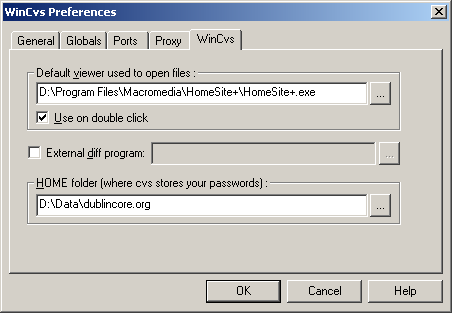 WinCvs Preferences
General Globals Ports Proxy WinCvs
Default viewer used to open files :
D:\Program Files\Macromedia\HomeSite+\HomeSite+.exe ...
Use on double click
External diff program: ...
HOME folder (where cvs stores your passwords) :
D:\Data\dublincore.org ...
OK Cancel Help